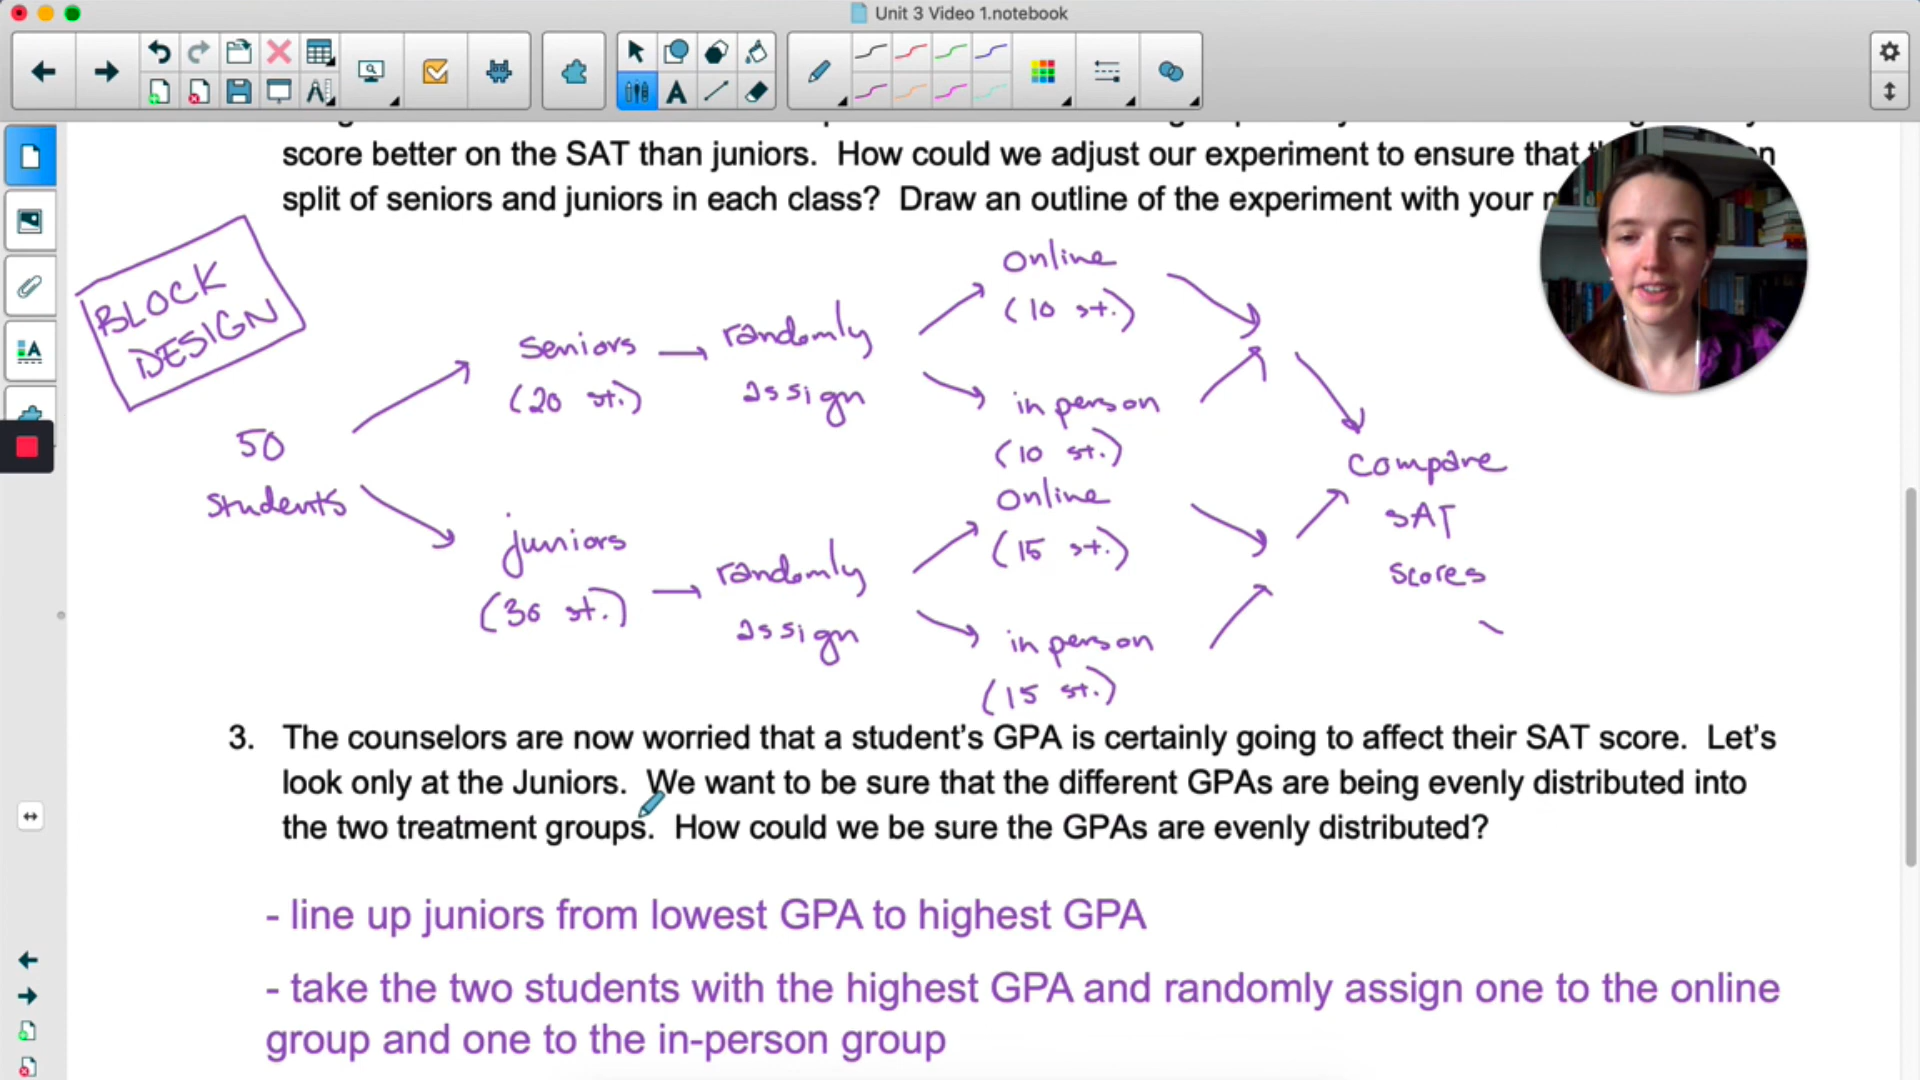 Unit 3 Video 1.notebook
score better on the SAT than juniors. How could we adjust our experiment to ensure that
split of seniors and juniors in each class? Draw an outline of the experiment with your
BLOCK
DESIGN
50
students
seniors
(20 st.)
randomly
assign
online
(10 st.)
in person
(10 st.)
juniors
(30 st.)
randomly
assign
online
(15 st.)
in person
(15 st.)
compare
SAT
scores
3. The counselors are now worried that a student’s GPA is certainly going to affect their SAT score. Let’s
look only at the Juniors. We want to be sure that the different GPAs are being evenly distributed into
the two treatment groups. How could we be sure the GPAs are evenly distributed?
- line up juniors from lowest GPA to highest GPA
- take the two students with the highest GPA and randomly assign one to the online
group and one to the in-person group